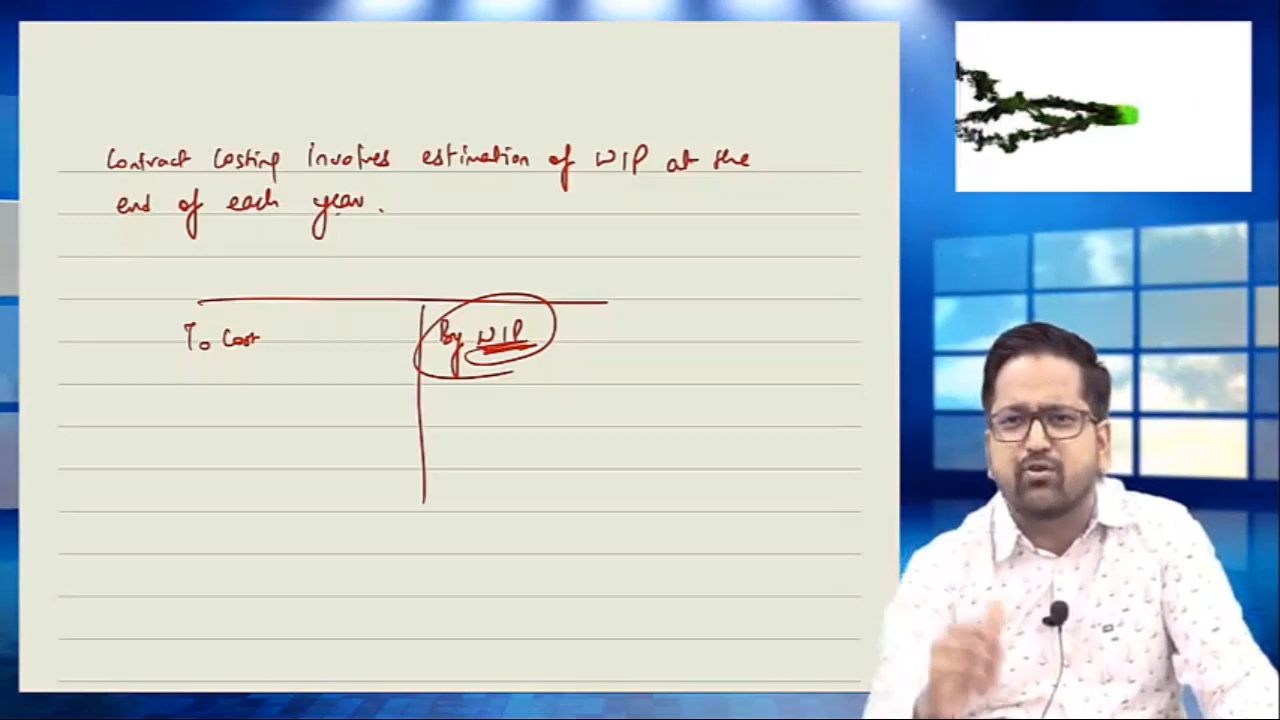 Contract Costing involves estimation of WIP at the
end of each year.
To Cost
By WIP